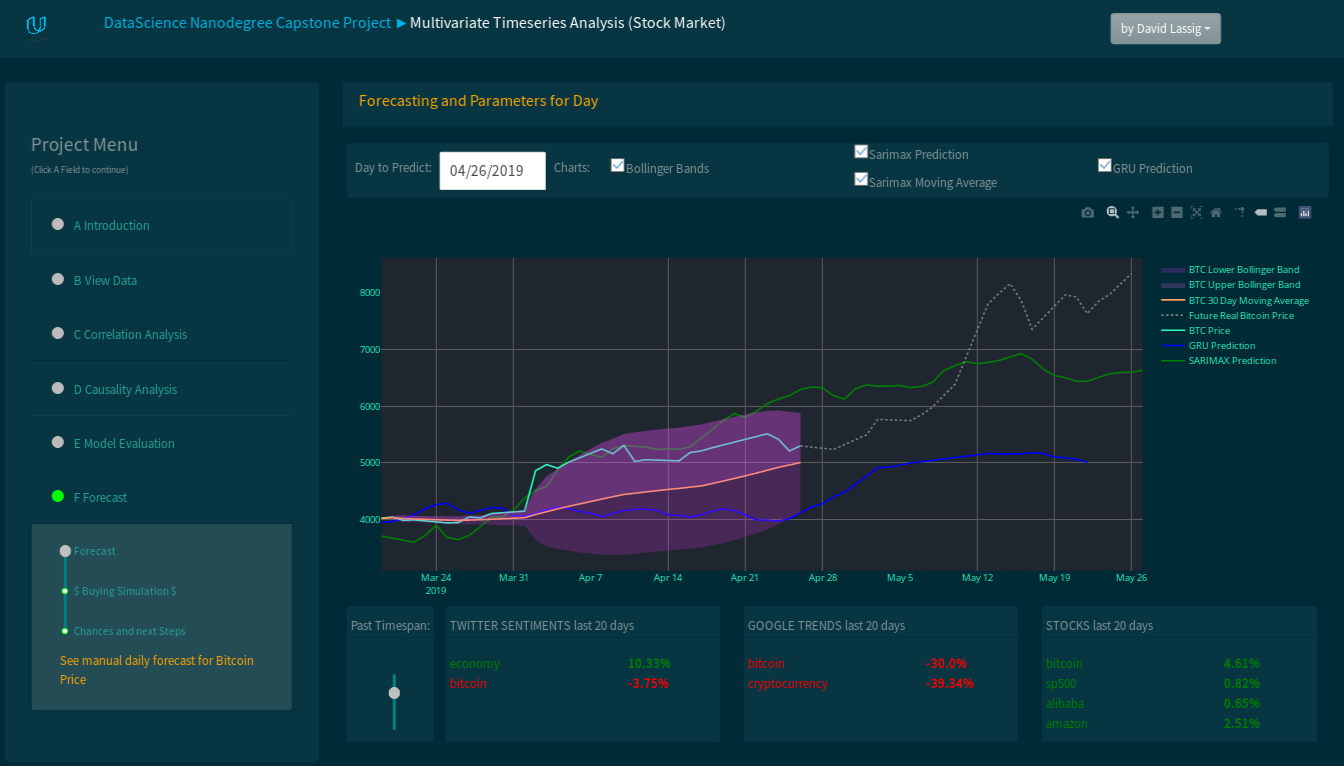 DataScience Nanodegree Capstone Project ►Multivariate Timeseries Analysis (Stock Market)
by David Lassig
Project Menu
(Click A Field to continue)
A Introduction
B View Data
C Correlation Analysis
D Causality Analysis
E Model Evaluation
F Forecast
Forecast
$ Buying Simulation $
Chances and next Steps
See manual daily forecast for Bitcoin
Price
Forecasting and Parameters for Day
Day to Predict:
04/26/2019
Charts:
Bollinger Bands
Sarimax Prediction
Sarimax Moving Average
GRU Prediction
8000
7000
6000
5000
4000
Mar 24
2019
Mar 31
Apr 7
Apr 14
Apr 21
Apr 28
May 5
May 12
May 19
May 26
BTC Lower Bollinger Band
BTC Upper Bollinger Band
BTC 30 Day Moving Average
Future Real Bitcoin Price
BTC Price
GRU Prediction
SARIMAX Prediction
Past Timespan:
TWITTER SENTIMENTS last 20 days
economy 10.33%
bitcoin -3.75%
GOOGLE TRENDS last 20 days
bitcoin -30.0%
cryptocurrency -39.34%
STOCKS last 20 days
bitcoin 4.61%
sp500 0.82%
alibaba 0.65%
amazon 2.51%